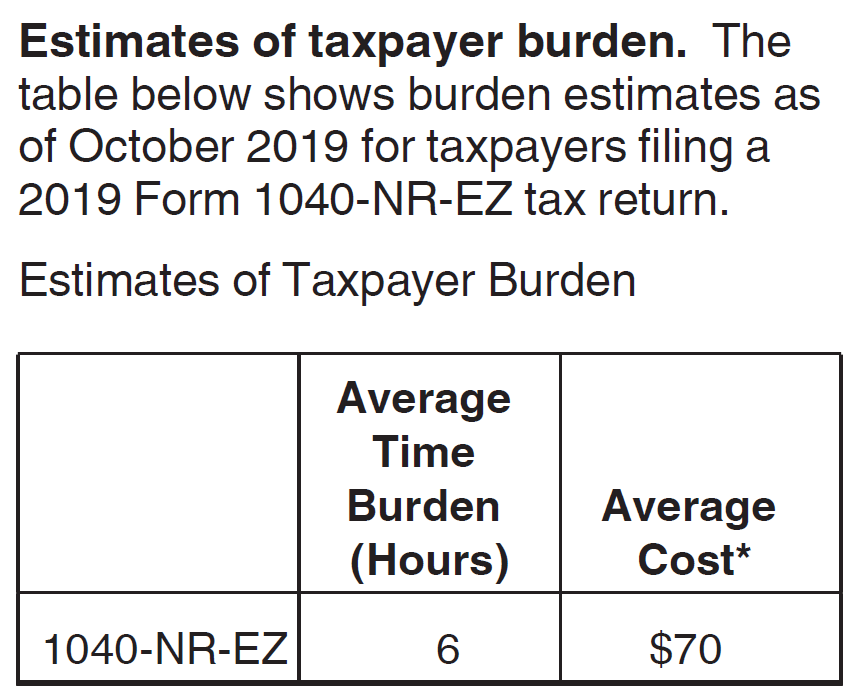 Estimates of taxpayer burden. The
table below shows burden estimates as
of October 2019 for taxpayers filing a
2019 Form 1040-NR-EZ tax return.
Estimates of Taxpayer Burden
Average
Time
Burden
(Hours)
Average
Cost*
1040-NR-EZ 6 $70